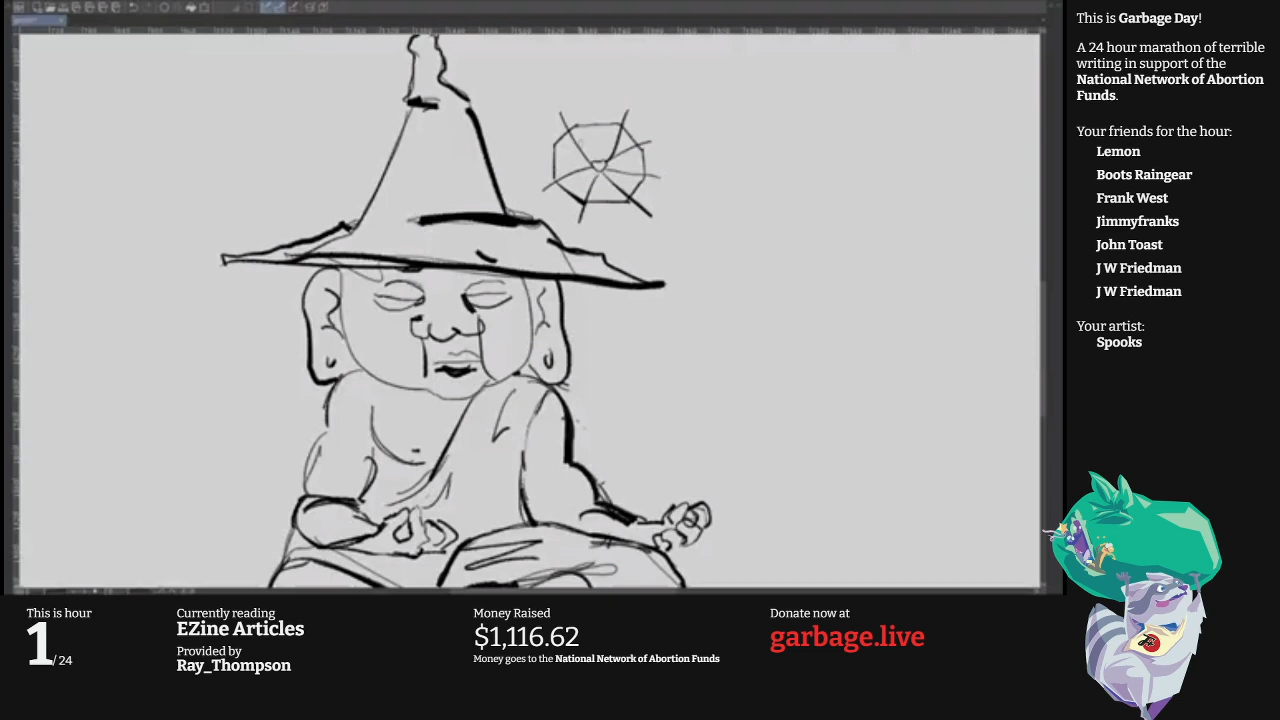 This is Garbage Day!
A 24 hour marathon of terrible
writing in support of the
National Network of Abortion
Funds.
Your friends for the hour:
Lemon
Boots Raingear
Frank West
Jimmyfranks
John Toast
J W Friedman
J W Friedman
Your artist:
Spooks
This is hour
1 / 24
Currently reading
EZine Articles
Provided by
Ray_Thompson
Money Raised
$1,116.62
Money goes to the National Network of Abortion Funds
Donate now at
garbage.live